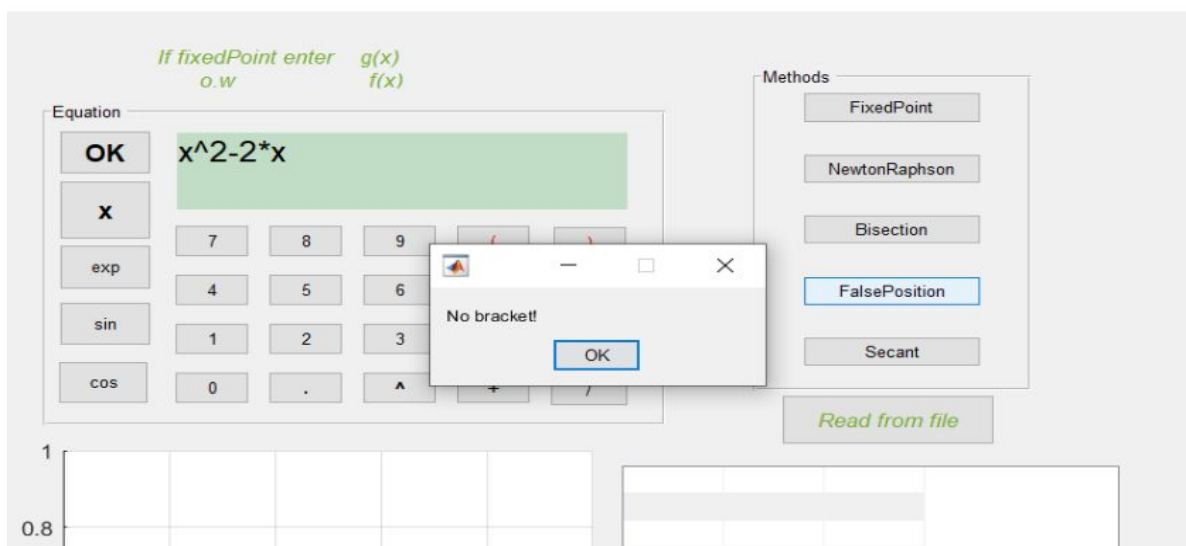 If fixedPoint enter g(x)
o.w f(x)
Equation
OK
x^2-2*x
x
exp
sin
cos
7 8 9 ( )
4 5 6
1 2 3
0 . ^ + /
No bracket!
OK
Methods
FixedPoint
NewtonRaphson
Bisection
FalsePosition
Secant
Read from file
1
0.8